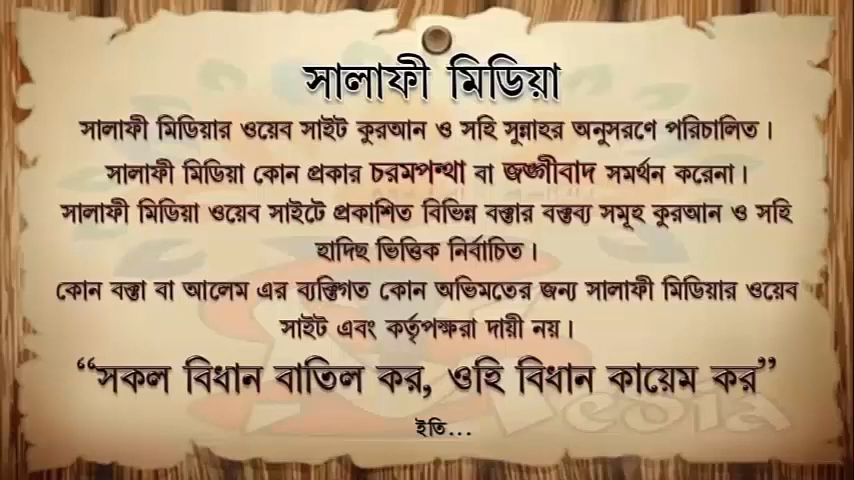 সালাফী মিডিয়া
সালাফী মিডিয়ার ওয়েব সাইট কুরআন ও সহি সুন্নাহর অনুসরণে পরিচালিত।
সালাফী মিডিয়া কোন প্রকার চরমপন্থা বা জঙ্গীবাদ সমর্থন করেনা।
সালাফী মিডিয়া ওয়েব সাইটে প্রকাশিত বিভিন্ন বক্তার বক্তব্য সমূহ কুরআন ও সহি
হাদিছ ভিত্তিক নির্বাচিত।
কোন বক্তা বা আলেম এর ব্যক্তিগত কোন অভিমতের জন্য সালাফী মিডিয়ার ওয়েব
সাইট এবং কর্তৃপক্ষরা দায়ী নয়।
“সকল বিধান বাতিল কর, ওহি বিধান কায়েম কর”
ইতি...